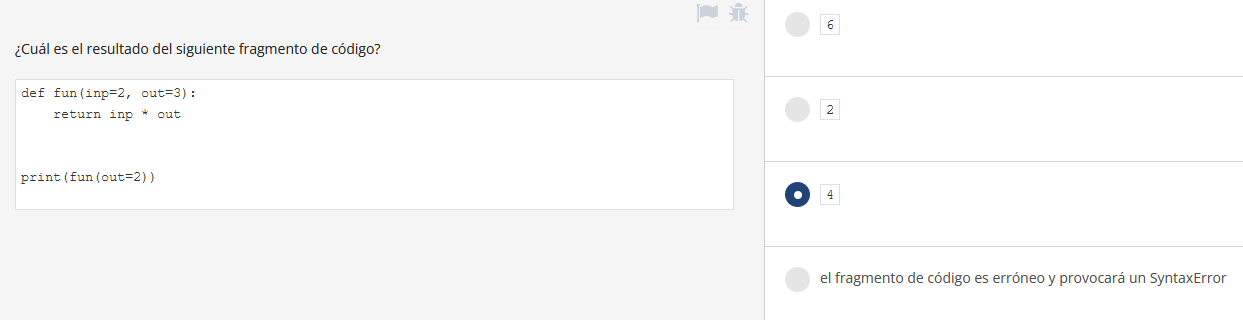 ¿Cuál es el resultado del siguiente fragmento de código?
def fun(inp=2, out=3):
    return inp * out
print(fun(out=2))
6
2
4
el fragmento de código es erróneo y provocará un SyntaxError